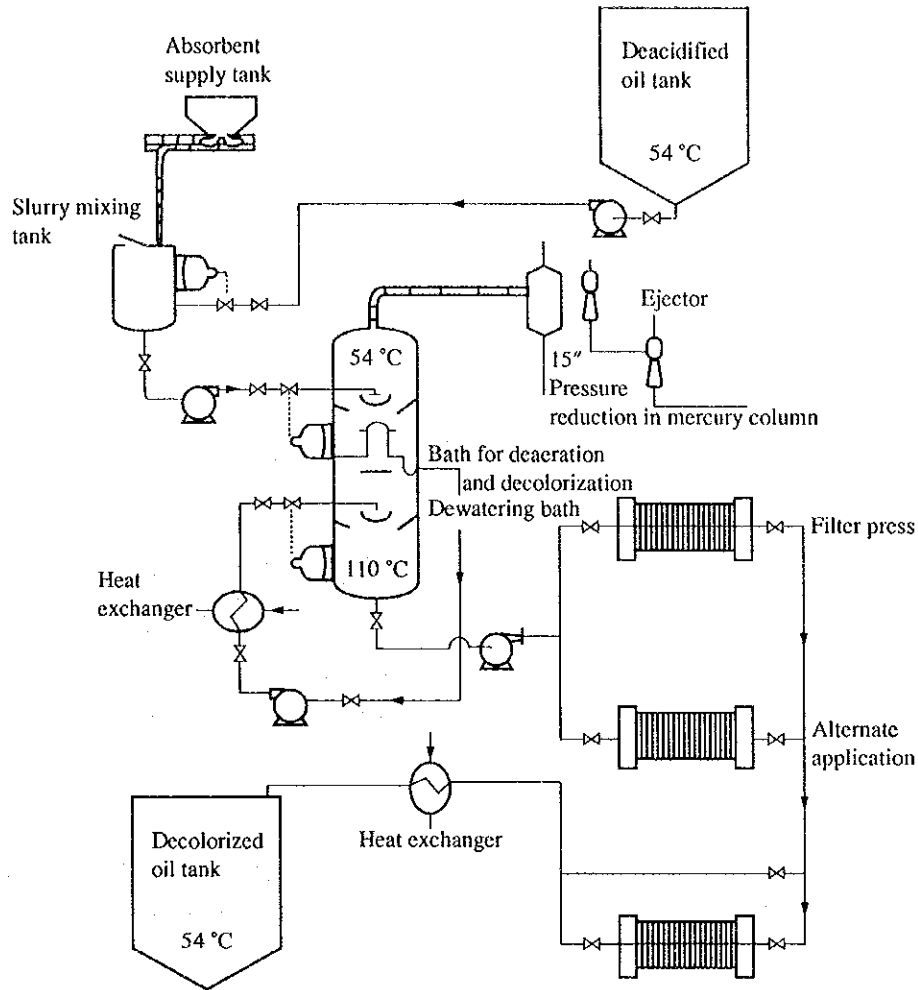 Absorbent
supply tank
Deacidified
oil tank
54 °C
Slurry mixing
tank
Ejector
54 °C
15″
Pressure
reduction in mercury column
Bath for deaeration
and decolorization
Dewatering bath
Filter press
110 °C
Heat
exchanger
Alternate
application
Decolorized
oil tank
Heat exchanger
54 °C